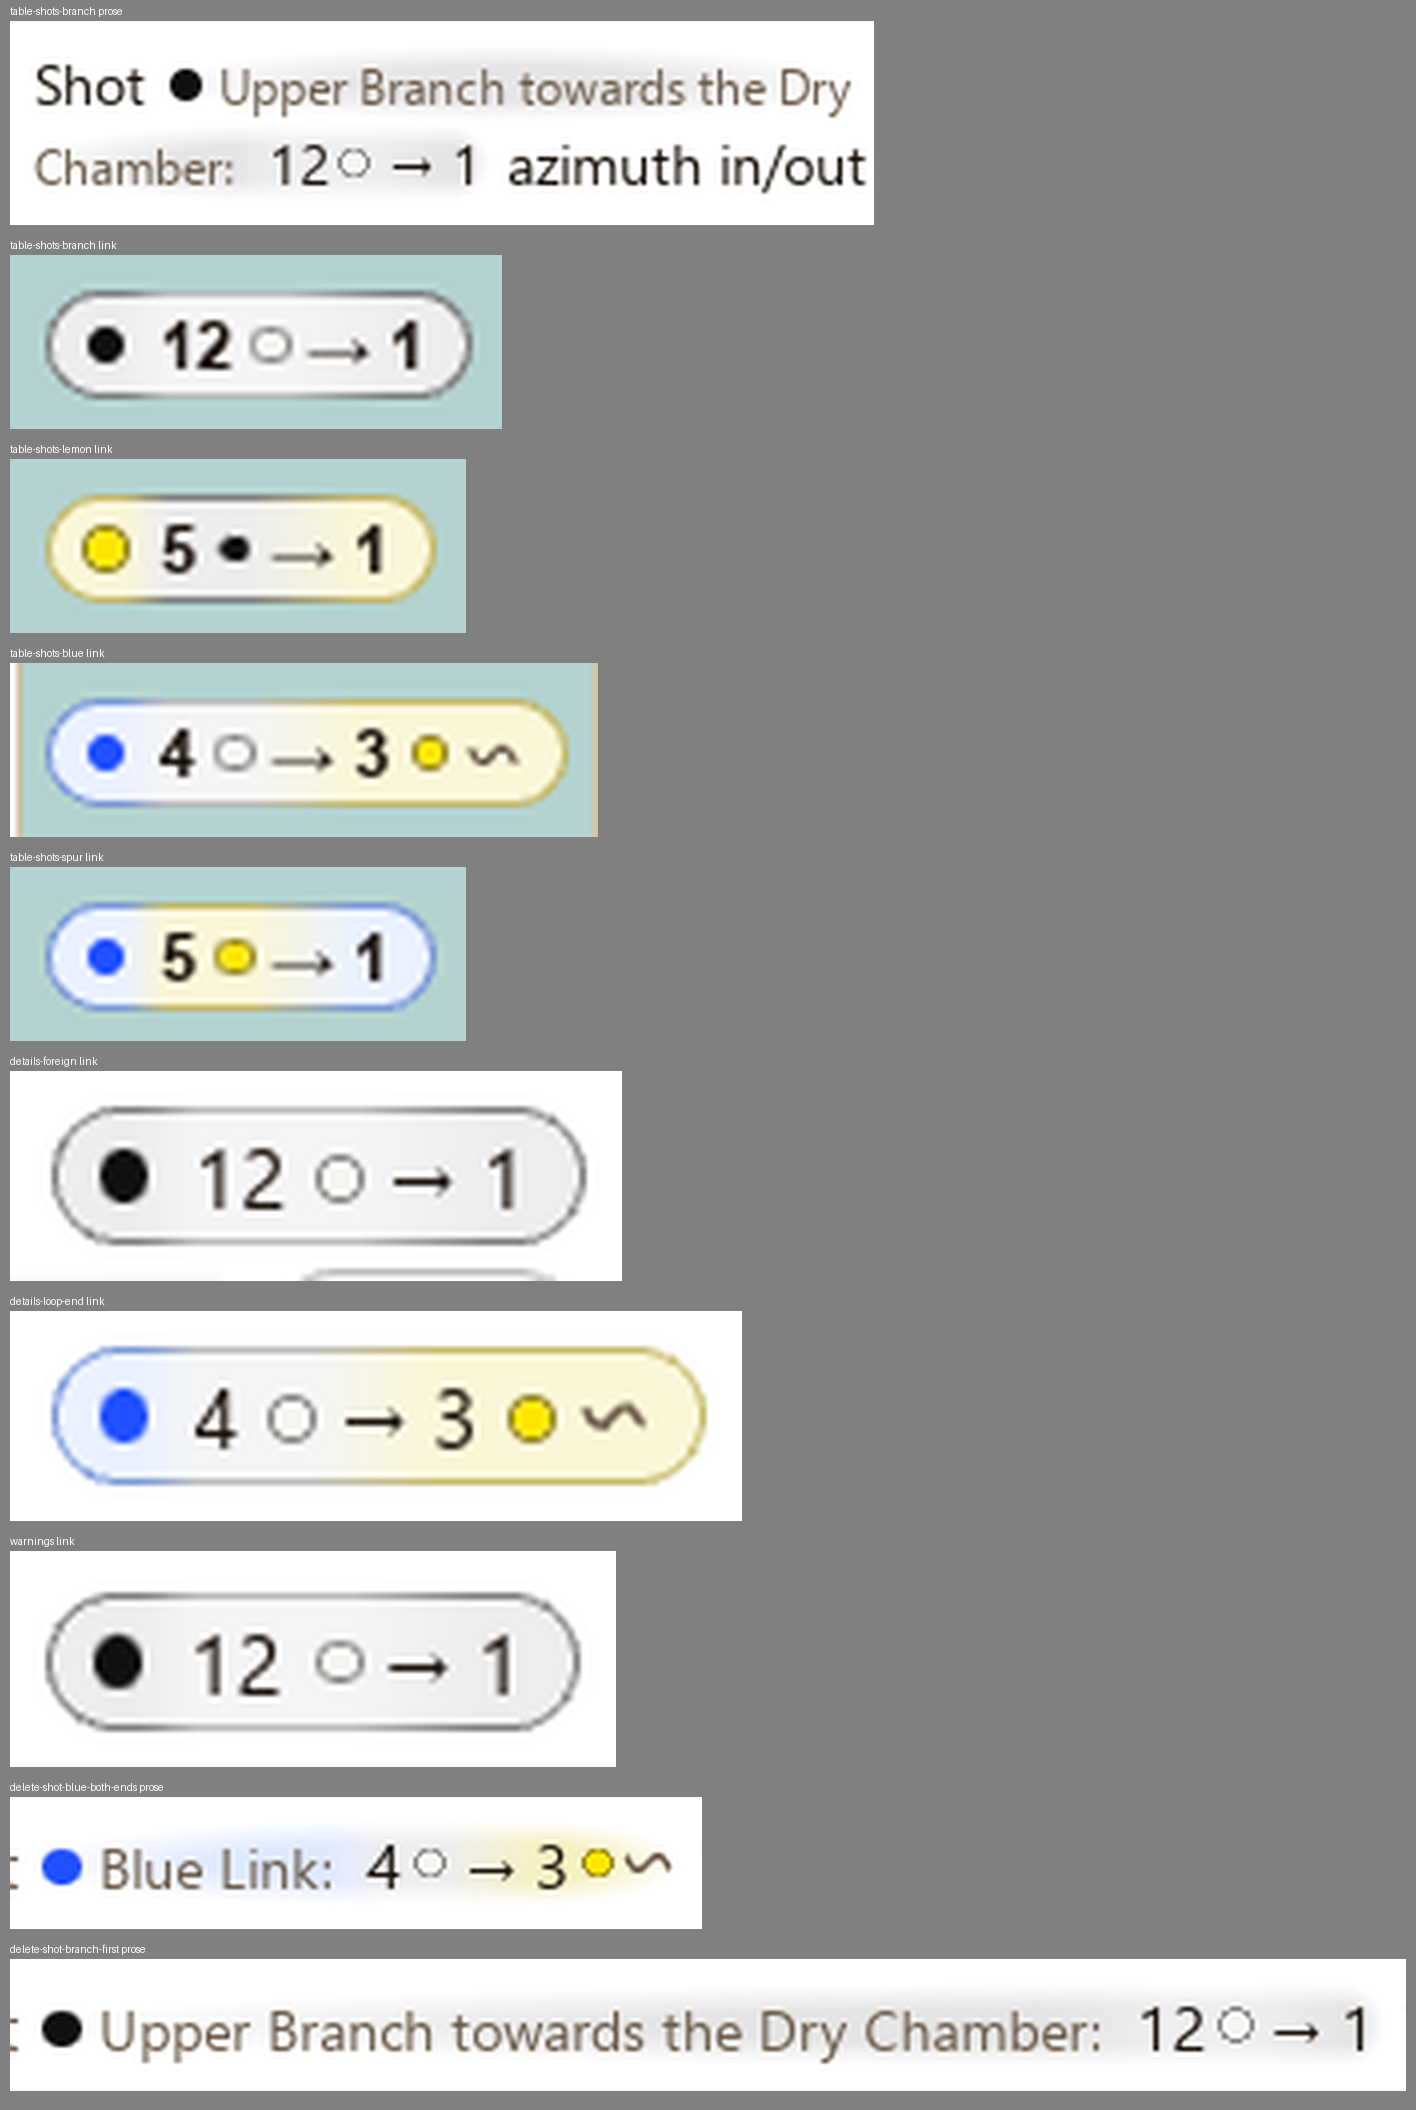 table-shots-branch prose
Shot ● Upper Branch towards the Dry
Chamber: 12○ → 1 azimuth in/out
table-shots-branch link
● 12 ○ → 1
table-shots-lemon link
● 5 ● → 1
table-shots-blue link
● 4 ○ → 3 ● ∿
table-shots-spur link
● 5 ● → 1
details-foreign link
● 12 ○ → 1
details-loop-end link
● 4 ○ → 3 ● ∿
warnings link
● 12 ○ → 1
delete-shot-blue-both-ends prose
t ● Blue Link: 4○ → 3●∿
delete-shot-branch-first prose
t ● Upper Branch towards the Dry Chamber: 12○ → 1